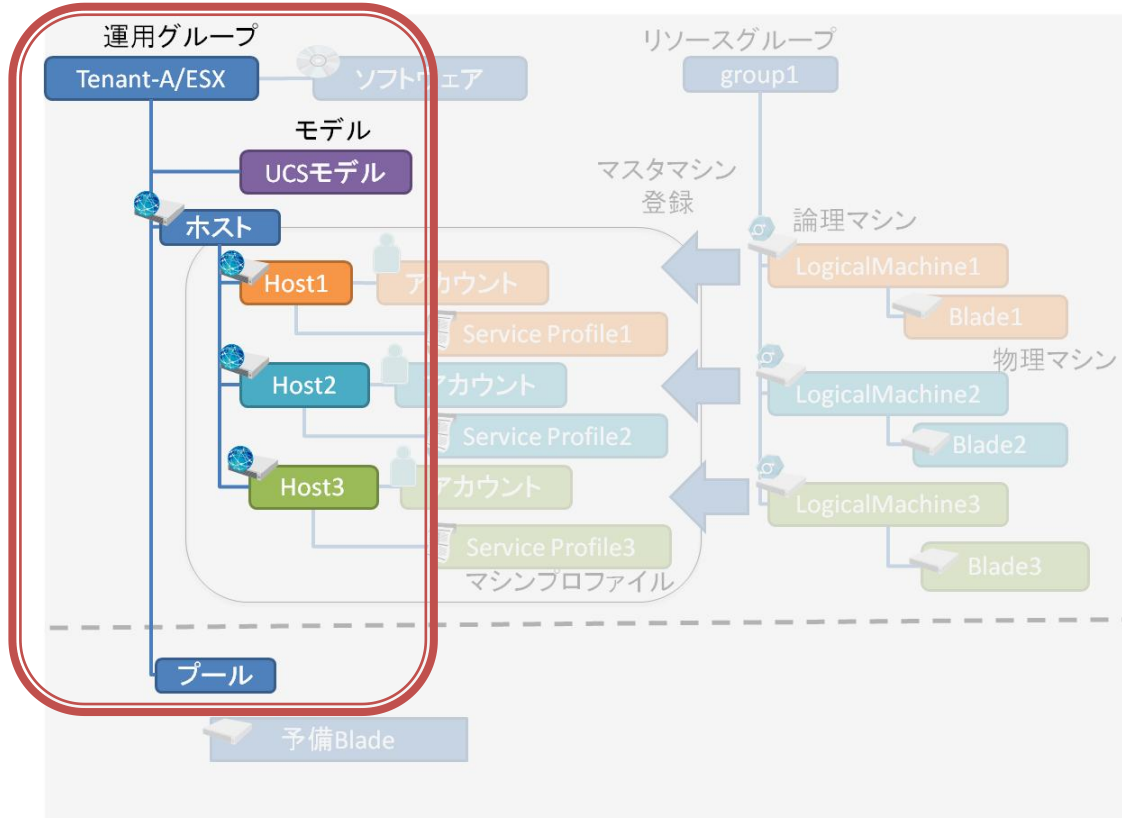 運用グループ
Tenant-A/ESX
ソフトウェア
モデル
UCSモデル
ホスト
Host1
アカウント
Service Profile1
Host2
アカウント
Service Profile2
Host3
アカウント
Service Profile3
マシンプロファイル
リソースグループ
group1
マスタマシン
登録
論理マシン
LogicalMachine1
Blade1
物理マシン
LogicalMachine2
Blade2
LogicalMachine3
Blade3
プール
予備Blade